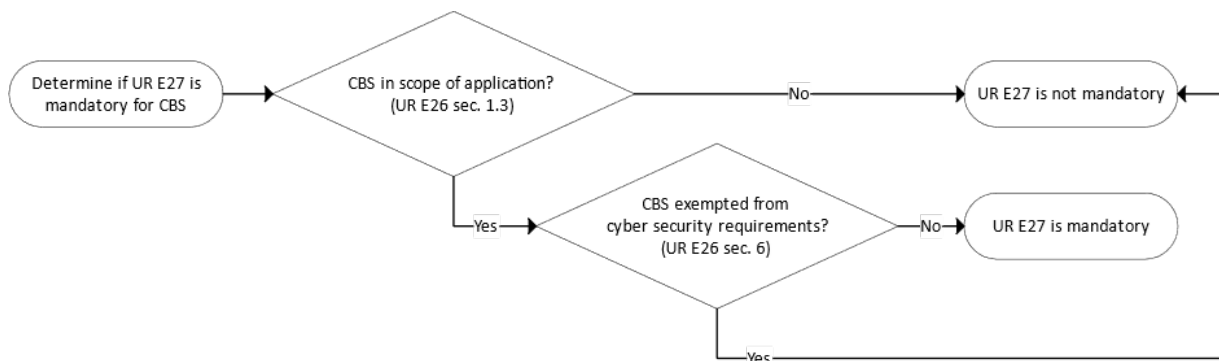 Determine if UR E27 is
mandatory for CBS
CBS in scope of application?
(UR E26 sec. 1.3)
No
UR E27 is not mandatory
Yes
CBS exempted from
cyber security requirements?
(UR E26 sec. 6)
No
UR E27 is mandatory
Yes